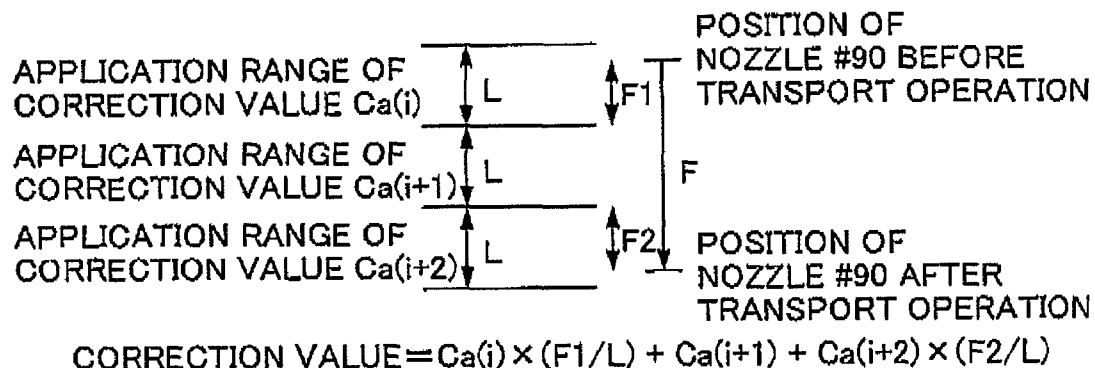 APPLICATION RANGE OF
CORRECTION VALUE Ca(i)
L
F1
POSITION OF
NOZZLE #90 BEFORE
TRANSPORT OPERATION
APPLICATION RANGE OF
CORRECTION VALUE Ca(i+1)
L
F
APPLICATION RANGE OF
CORRECTION VALUE Ca(i+2)
L
F2
POSITION OF
NOZZLE #90 AFTER
TRANSPORT OPERATION
CORRECTION VALUE=Ca(i)×(F1/L) + Ca(i+1) + Ca(i+2)×(F2/L)